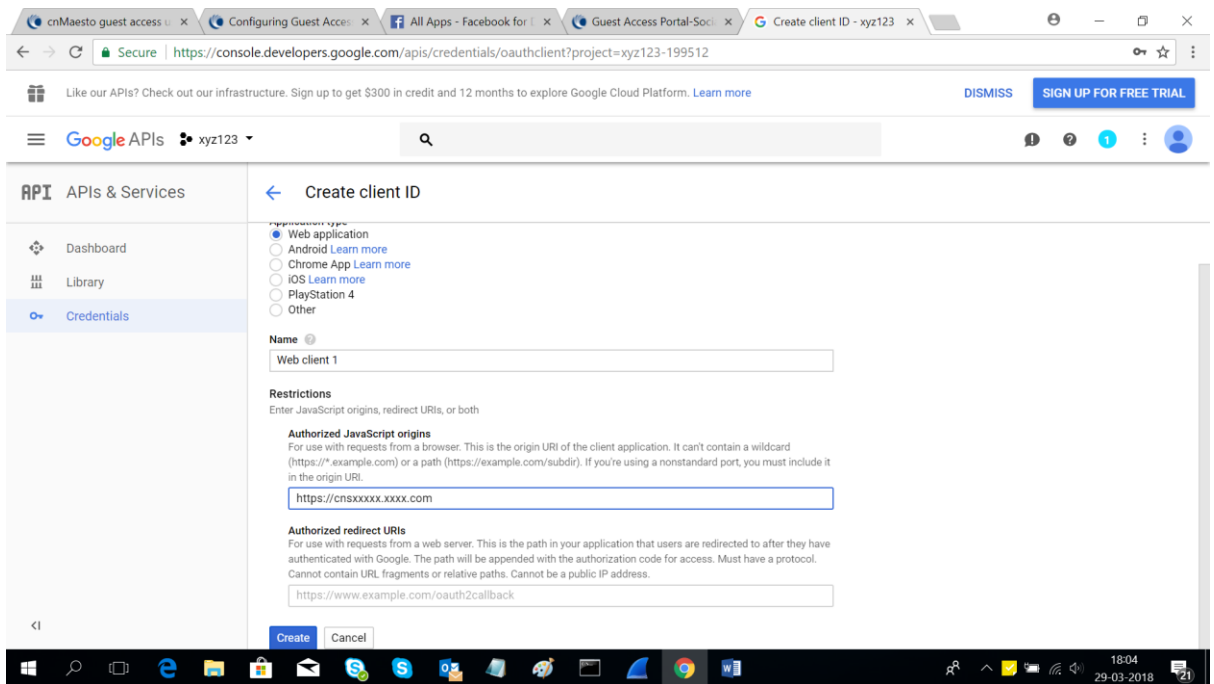 cnMaesto guest access u
Configuring Guest Acces
All Apps - Facebook for D
Guest Access Portal-Soci
Create client ID - xyz123
Secure https://console.developers.google.com/apis/credentials/oauthclient?project=xyz123-199512
Like our APIs? Check out our infrastructure. Sign up to get $300 in credit and 12 months to explore Google Cloud Platform. Learn more
DISMISS
SIGN UP FOR FREE TRIAL
Google APIs
xyz123
1
API APIs & Services
Create client ID
Dashboard
Library
Credentials
Application type
Web application
Android Learn more
Chrome App Learn more
iOS Learn more
PlayStation 4
Other
Name
Web client 1
Restrictions
Enter JavaScript origins, redirect URIs, or both
Authorized JavaScript origins
For use with requests from a browser. This is the origin URI of the client application. It can't contain a wildcard
(https://*.example.com) or a path (https://example.com/subdir). If you're using a nonstandard port, you must include it
in the origin URI.
https://cnsxxxxx.xxxx.com
Authorized redirect URIs
For use with requests from a web server. This is the path in your application that users are redirected to after they have
authenticated with Google. The path will be appended with the authorization code for access. Must have a protocol.
Cannot contain URL fragments or relative paths. Cannot be a public IP address.
https://www.example.com/oauth2callback
Create
Cancel
18:04
29-03-2018
21